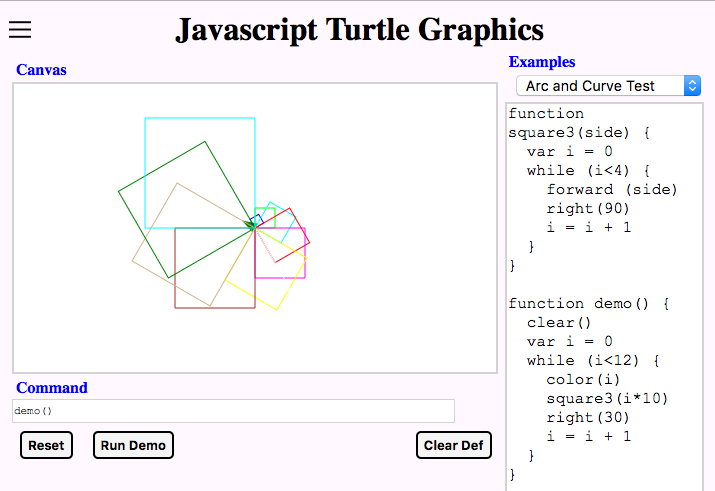 Javascript Turtle Graphics
Canvas
Examples
Arc and Curve Test
function
square3(side) {
  var i = 0
  while (i<4) {
    forward (side)
    right(90)
    i = i + 1
  }
}

function demo() {
  clear()
  var i = 0
  while (i<12) {
    color(i)
    square3(i*10)
    right(30)
    i = i + 1
  }
}
Command
demo()
Reset
Run Demo
Clear Def